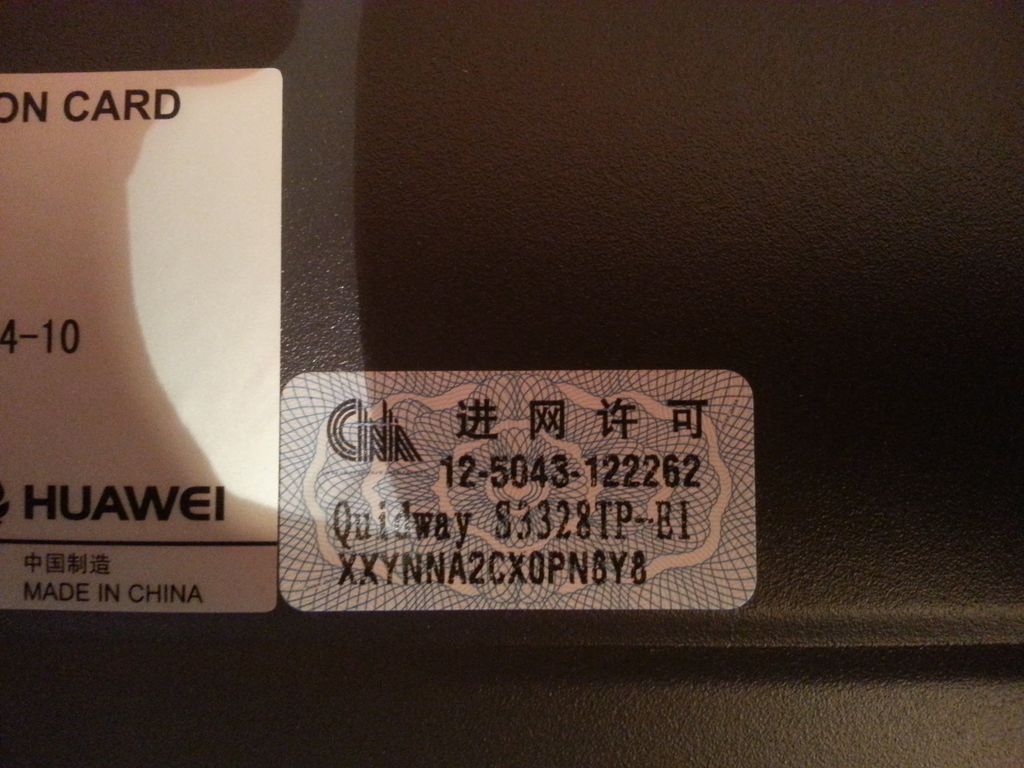 ON CARD
4-10
HUAWEI
中国制造
MADE IN CHINA
CNA 进网许可
12-5043-122262
Quidway S3328TP-EI
XXYNNA2CX0PN8Y8